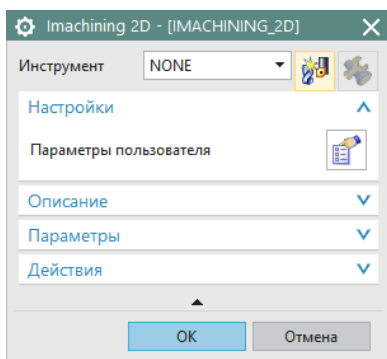 Imachining 2D - [IMACHINING_2D]
Инструмент NONE
Настройки
Параметры пользователя
Описание
Параметры
Действия
OK Отмена